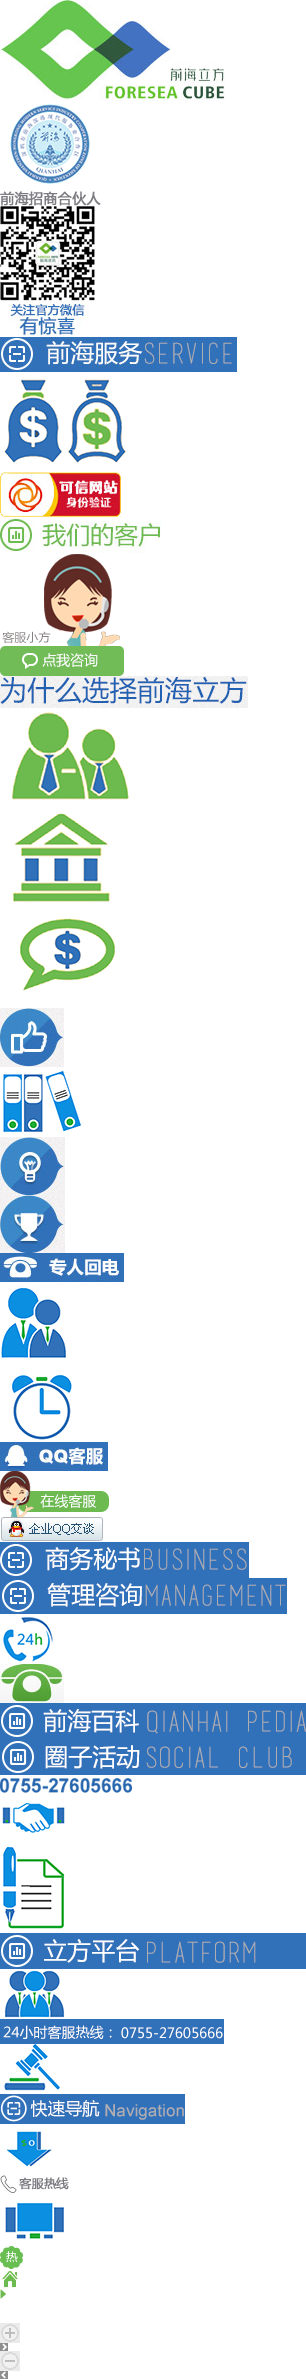 前海立方
FORESEA CUBE
QIANHAI
前海招商合伙人
关注官方微信
有惊喜
前海服务SERVICE
$ $
可信网站
身份验证
我们的客户
客服小方
点我咨询
为什么选择前海立方
$
专人回电
QQ客服
在线客服
企业QQ交谈
商务秘书BUSINESS
管理咨询MANAGEMENT
24h
前海百科 QIANHAI PEDIA
圈子活动 SOCIAL CLUB
0755-27605666
立方平台 PLATFORM
24小时客服热线：0755-27605666
快速导航 Navigation
客服热线
热